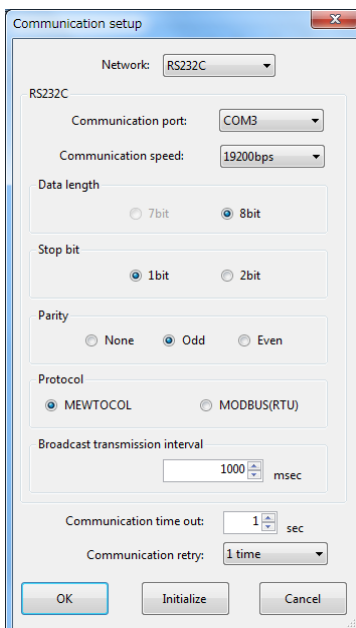 Communication setup
Network: RS232C
RS232C
Communication port: COM3
Communication speed: 19200bps
Data length
7bit 8bit
Stop bit
1bit 2bit
Parity
None Odd Even
Protocol
MEWTOCOL MODBUS(RTU)
Broadcast transmission interval
1000 msec
Communication time out: 1 sec
Communication retry: 1 time
OK Initialize Cancel